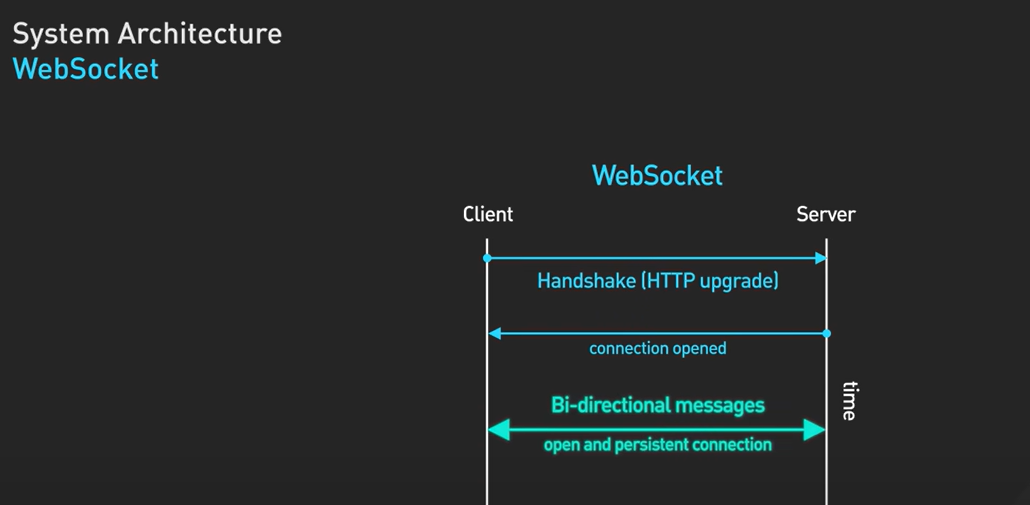 System Architecture
WebSocket
WebSocket
Client
Server
Handshake (HTTP upgrade)
connection opened
time
Bi-directional messages
open and persistent connection